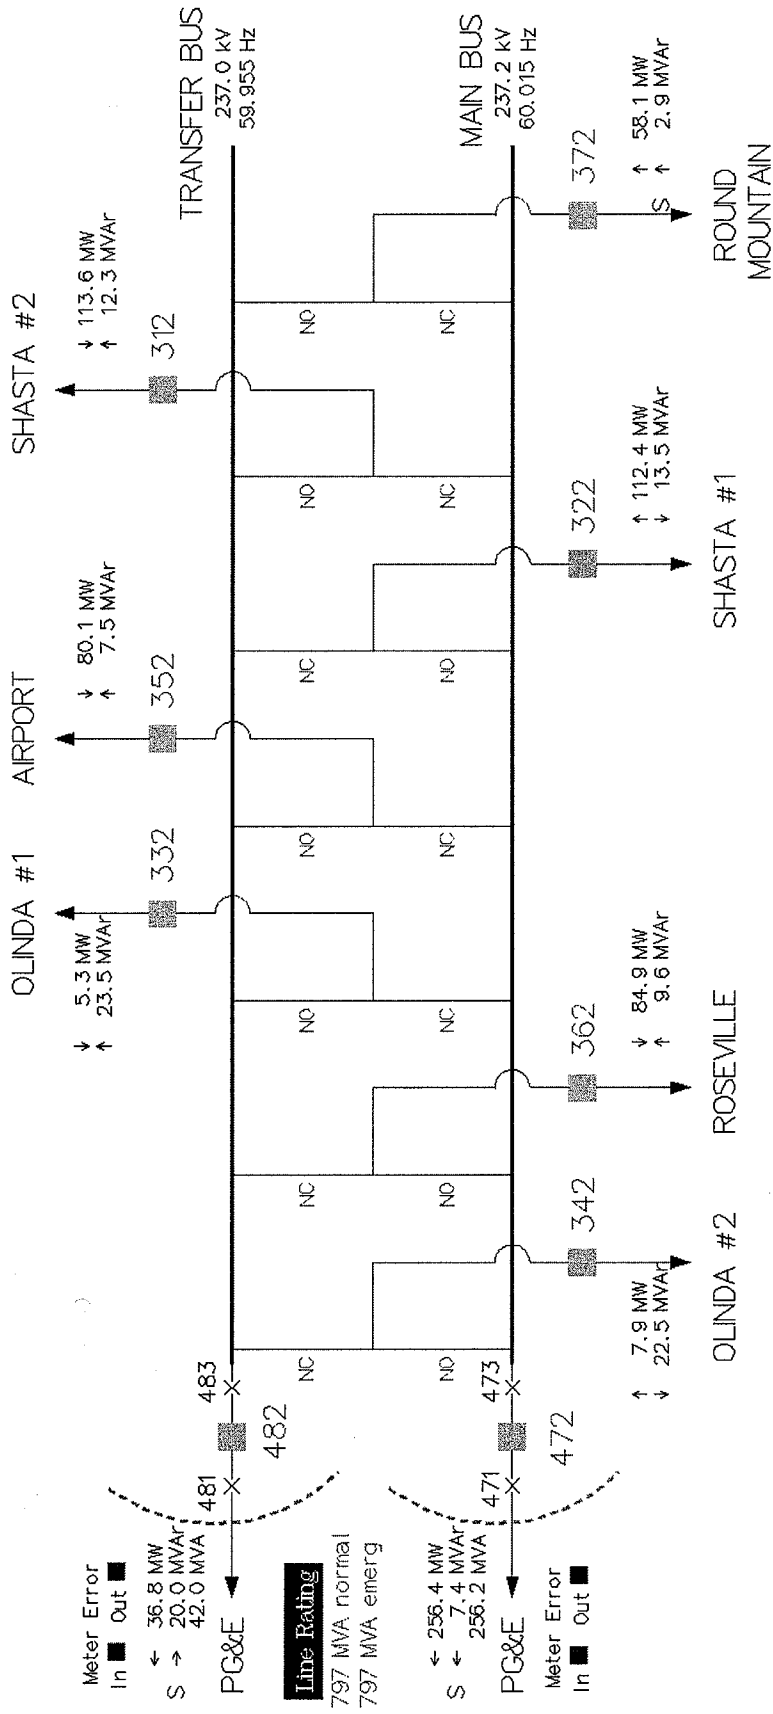 SHASTA #2
↓ 113.6 MW
↑ 12.3 MVAr
312
AIRPORT
↓ 80.1 MW
↑ 7.5 MVAr
352
OLINDA #1
↓ 5.3 MW
↑ 23.5 MVAr
332
TRANSFER BUS
237.0 kV
59.955 Hz
Meter Error
In Out
← 36.8 MW
S → 20.0 MVAr
42.0 MVA
PG&E
481
482
483
NC
NC
NO
NO
NC
NO
NO
Line Rating
797 MVA normal
797 MVA emerg
NO
NO
NC
NC
NO
NC
NC
MAIN BUS
237.2 kV
60.015 Hz
← 256.4 MW
S ← 7.4 MVAr
256.2 MVA
PG&E
Meter Error
In Out
471
472
473
342
↑ 7.9 MW
↓ 22.5 MVAr
OLINDA #2
362
↓ 84.9 MW
↑ 9.6 MVAr
ROSEVILLE
322
↑ 112.4 MW
↓ 13.5 MVAr
SHASTA #1
372
↑ 58.1 MW
S ↑ 2.9 MVAr
ROUND
MOUNTAIN